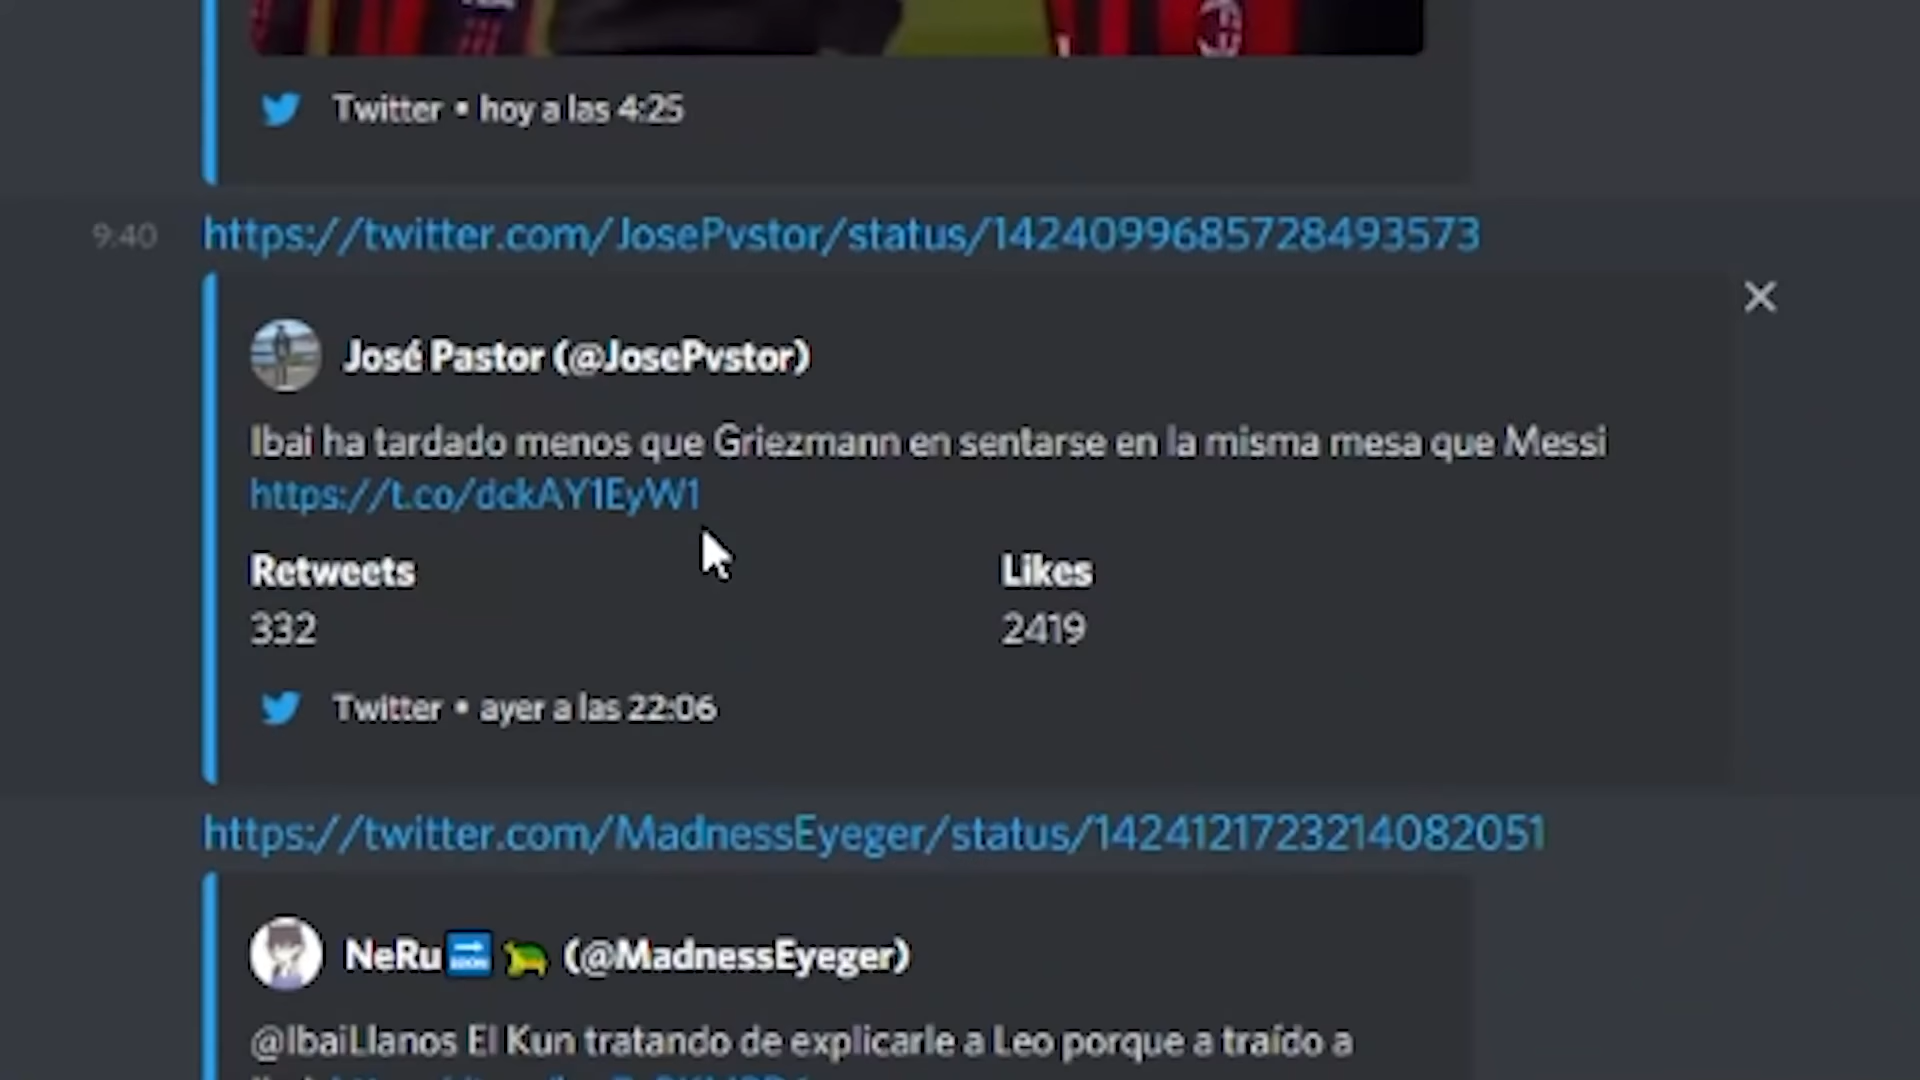 Twitter • hoy a las 4:25
9:40 https://twitter.com/JosePvstor/status/1424099685728493573
José Pastor (@JosePvstor)
Ibai ha tardado menos que Griezmann en sentarse en la misma mesa que Messi
https://t.co/dckAY1EyW1
Retweets Likes
332 2419
Twitter • ayer a las 22:06
https://twitter.com/MadnessEyeger/status/1424121723214082051
NeRu🔜🐢 (@MadnessEyeger)
@IbaiLlanos El Kun tratando de explicarle a Leo porque a traído a